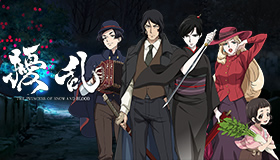 擾乱
THE PRINCESS OF SNOW AND BLOOD